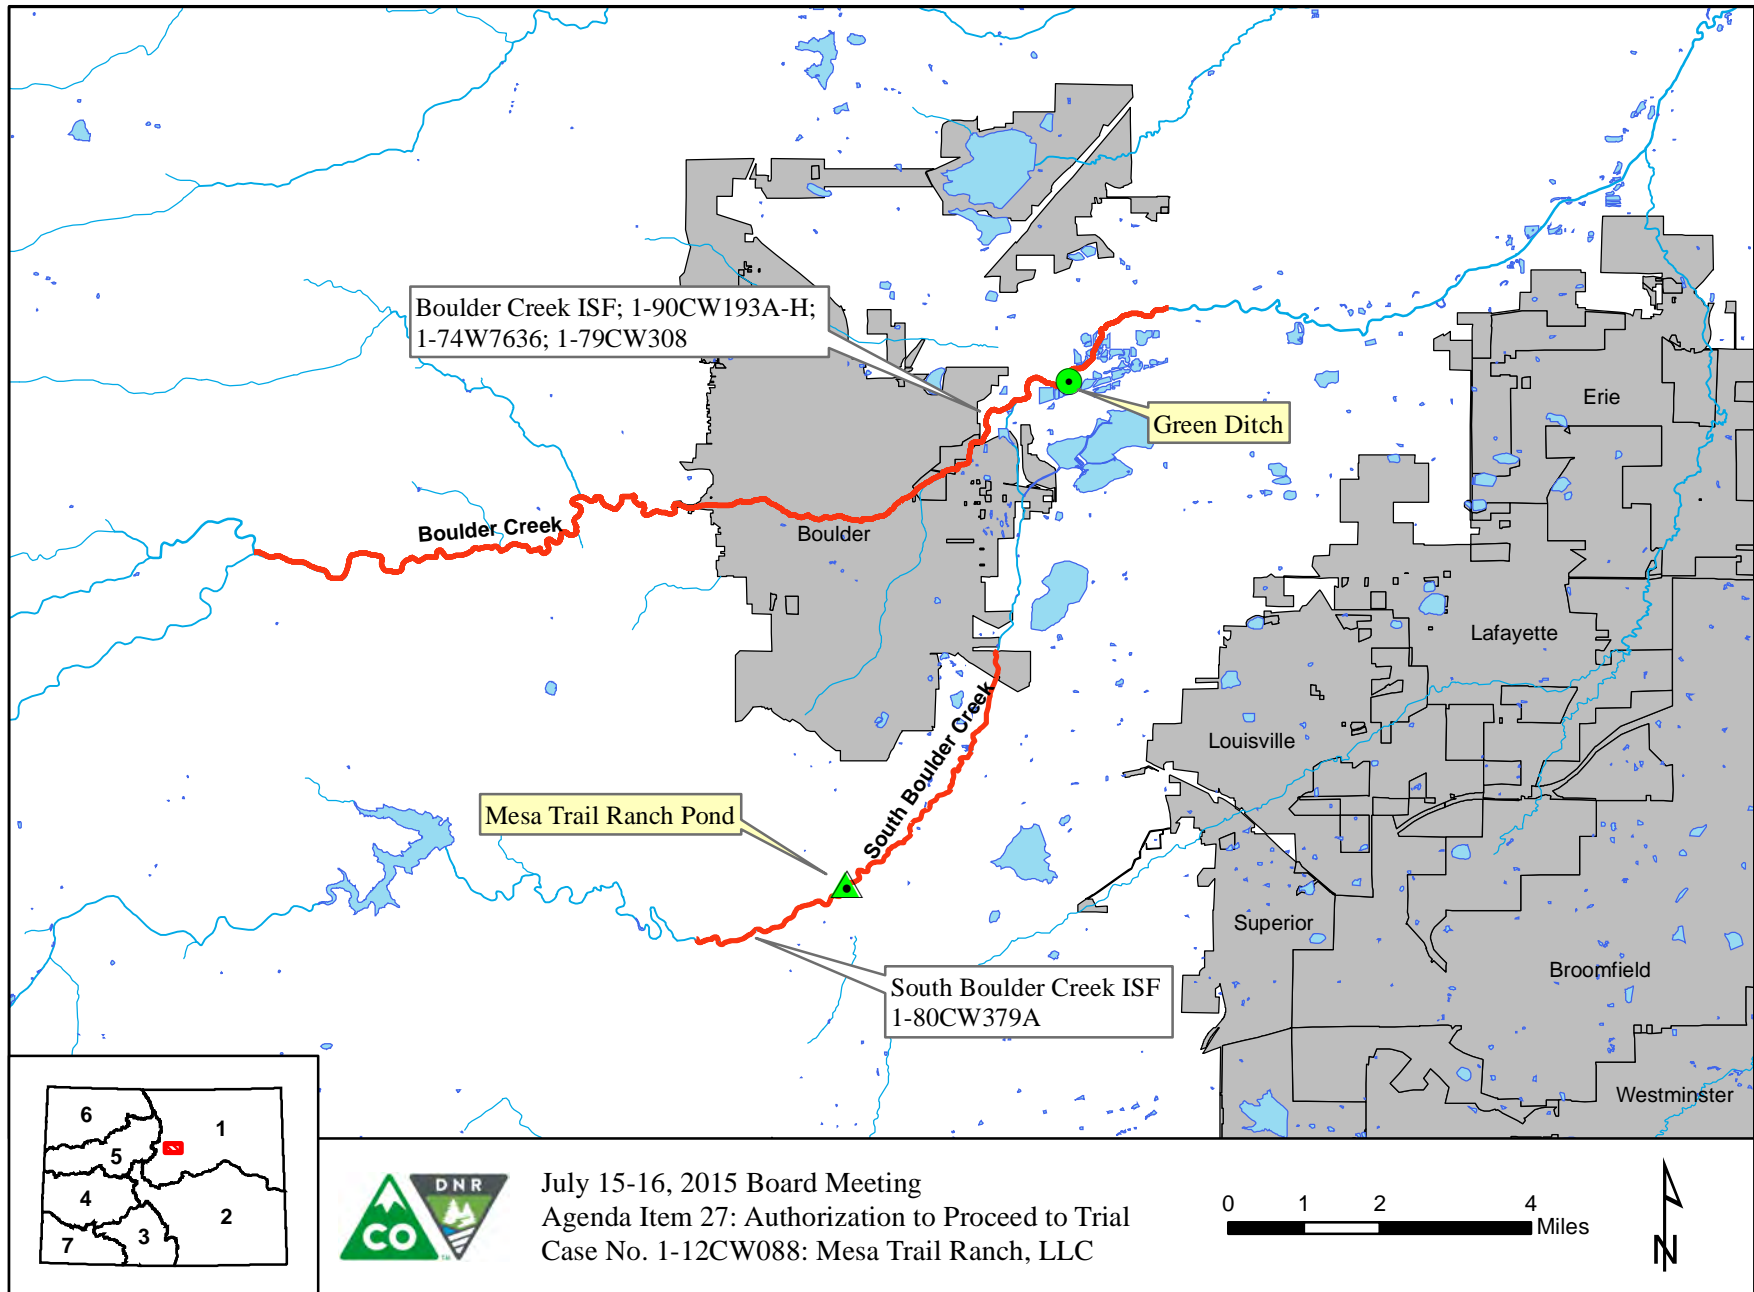 Boulder Creek ISF; 1-90CW193A-H;
1-74W7636; 1-79CW308
Green Ditch
Erie
Boulder Creek
Boulder
Lafayette
South Boulder Creek
Louisville
Mesa Trail Ranch Pond
Superior
Broomfield
South Boulder Creek ISF
1-80CW379A
Westminster
6
1
5
4
2
3
7
CO
DNR
July 15-16, 2015 Board Meeting
Agenda Item 27: Authorization to Proceed to Trial
Case No. 1-12CW088: Mesa Trail Ranch, LLC
0 1 2 4
Miles
N